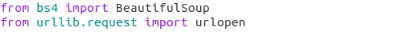 from bs4 import BeautifulSoup
from urllib.request import urlopen